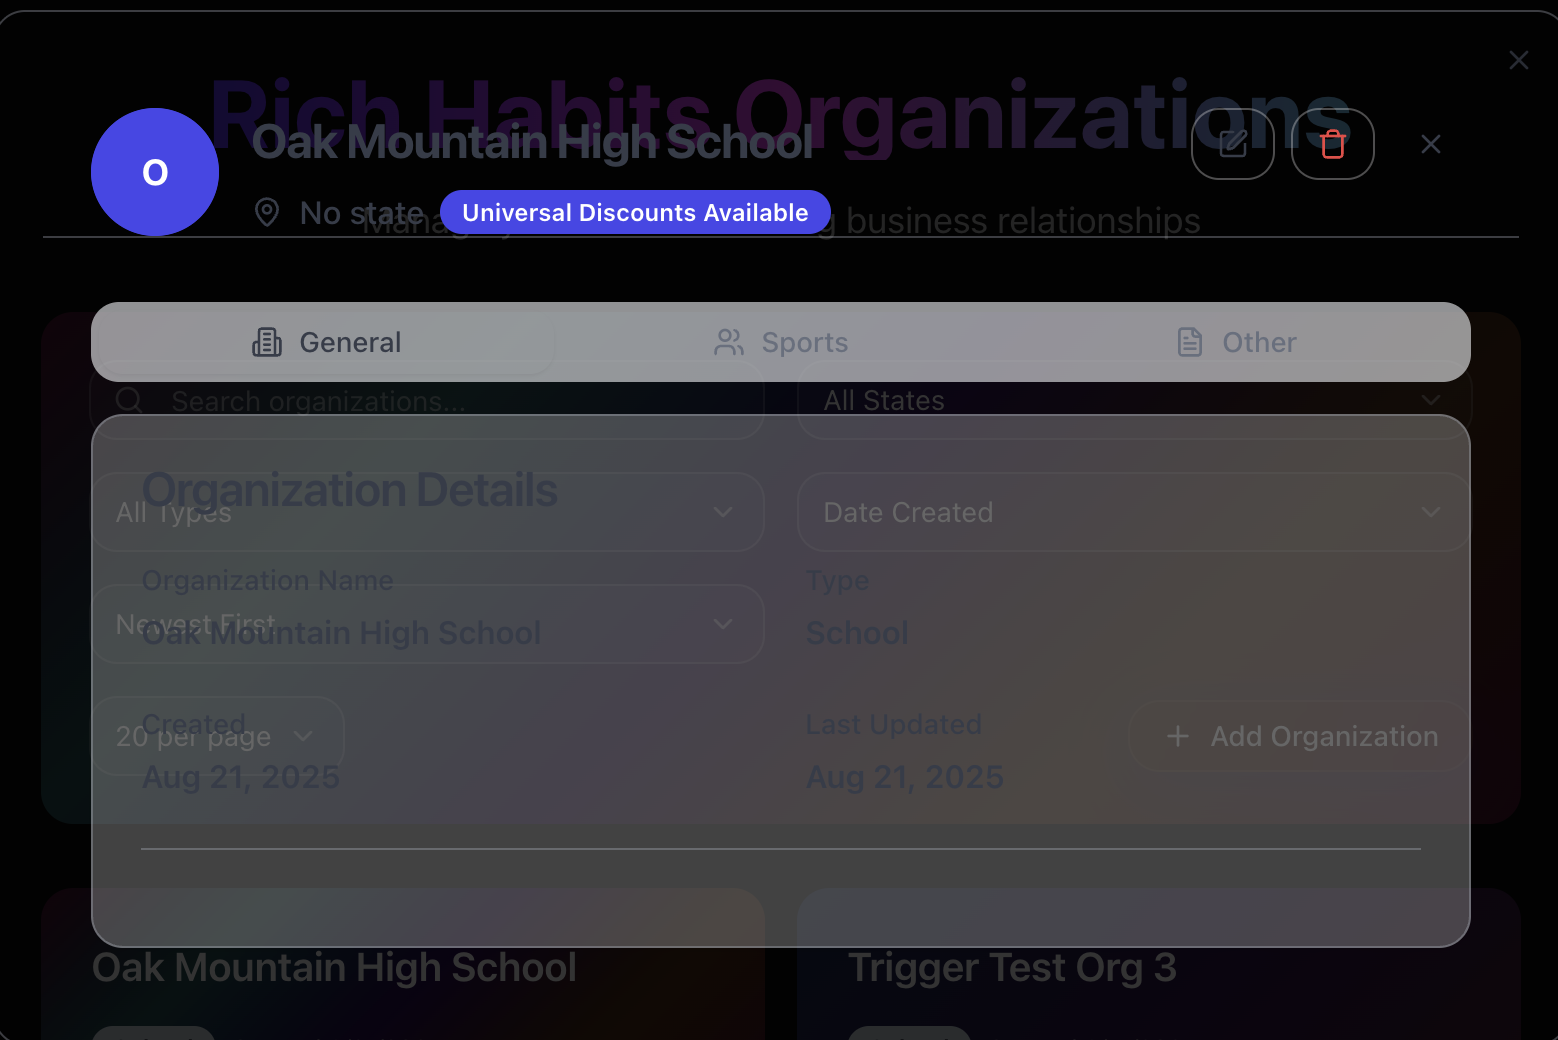 Rich Habits Organizations
O
Oak Mountain High School
No state
Universal Discounts Available
business relationships
General
Sports
Other
Search organizations...
All States
Organization Details
All Types
Date Created
Organization Name
Type
Newest First
Oak Mountain High School
School
Created
Last Updated
20 per page
Add Organization
Aug 21, 2025
Aug 21, 2025
Oak Mountain High School
Trigger Test Org 3